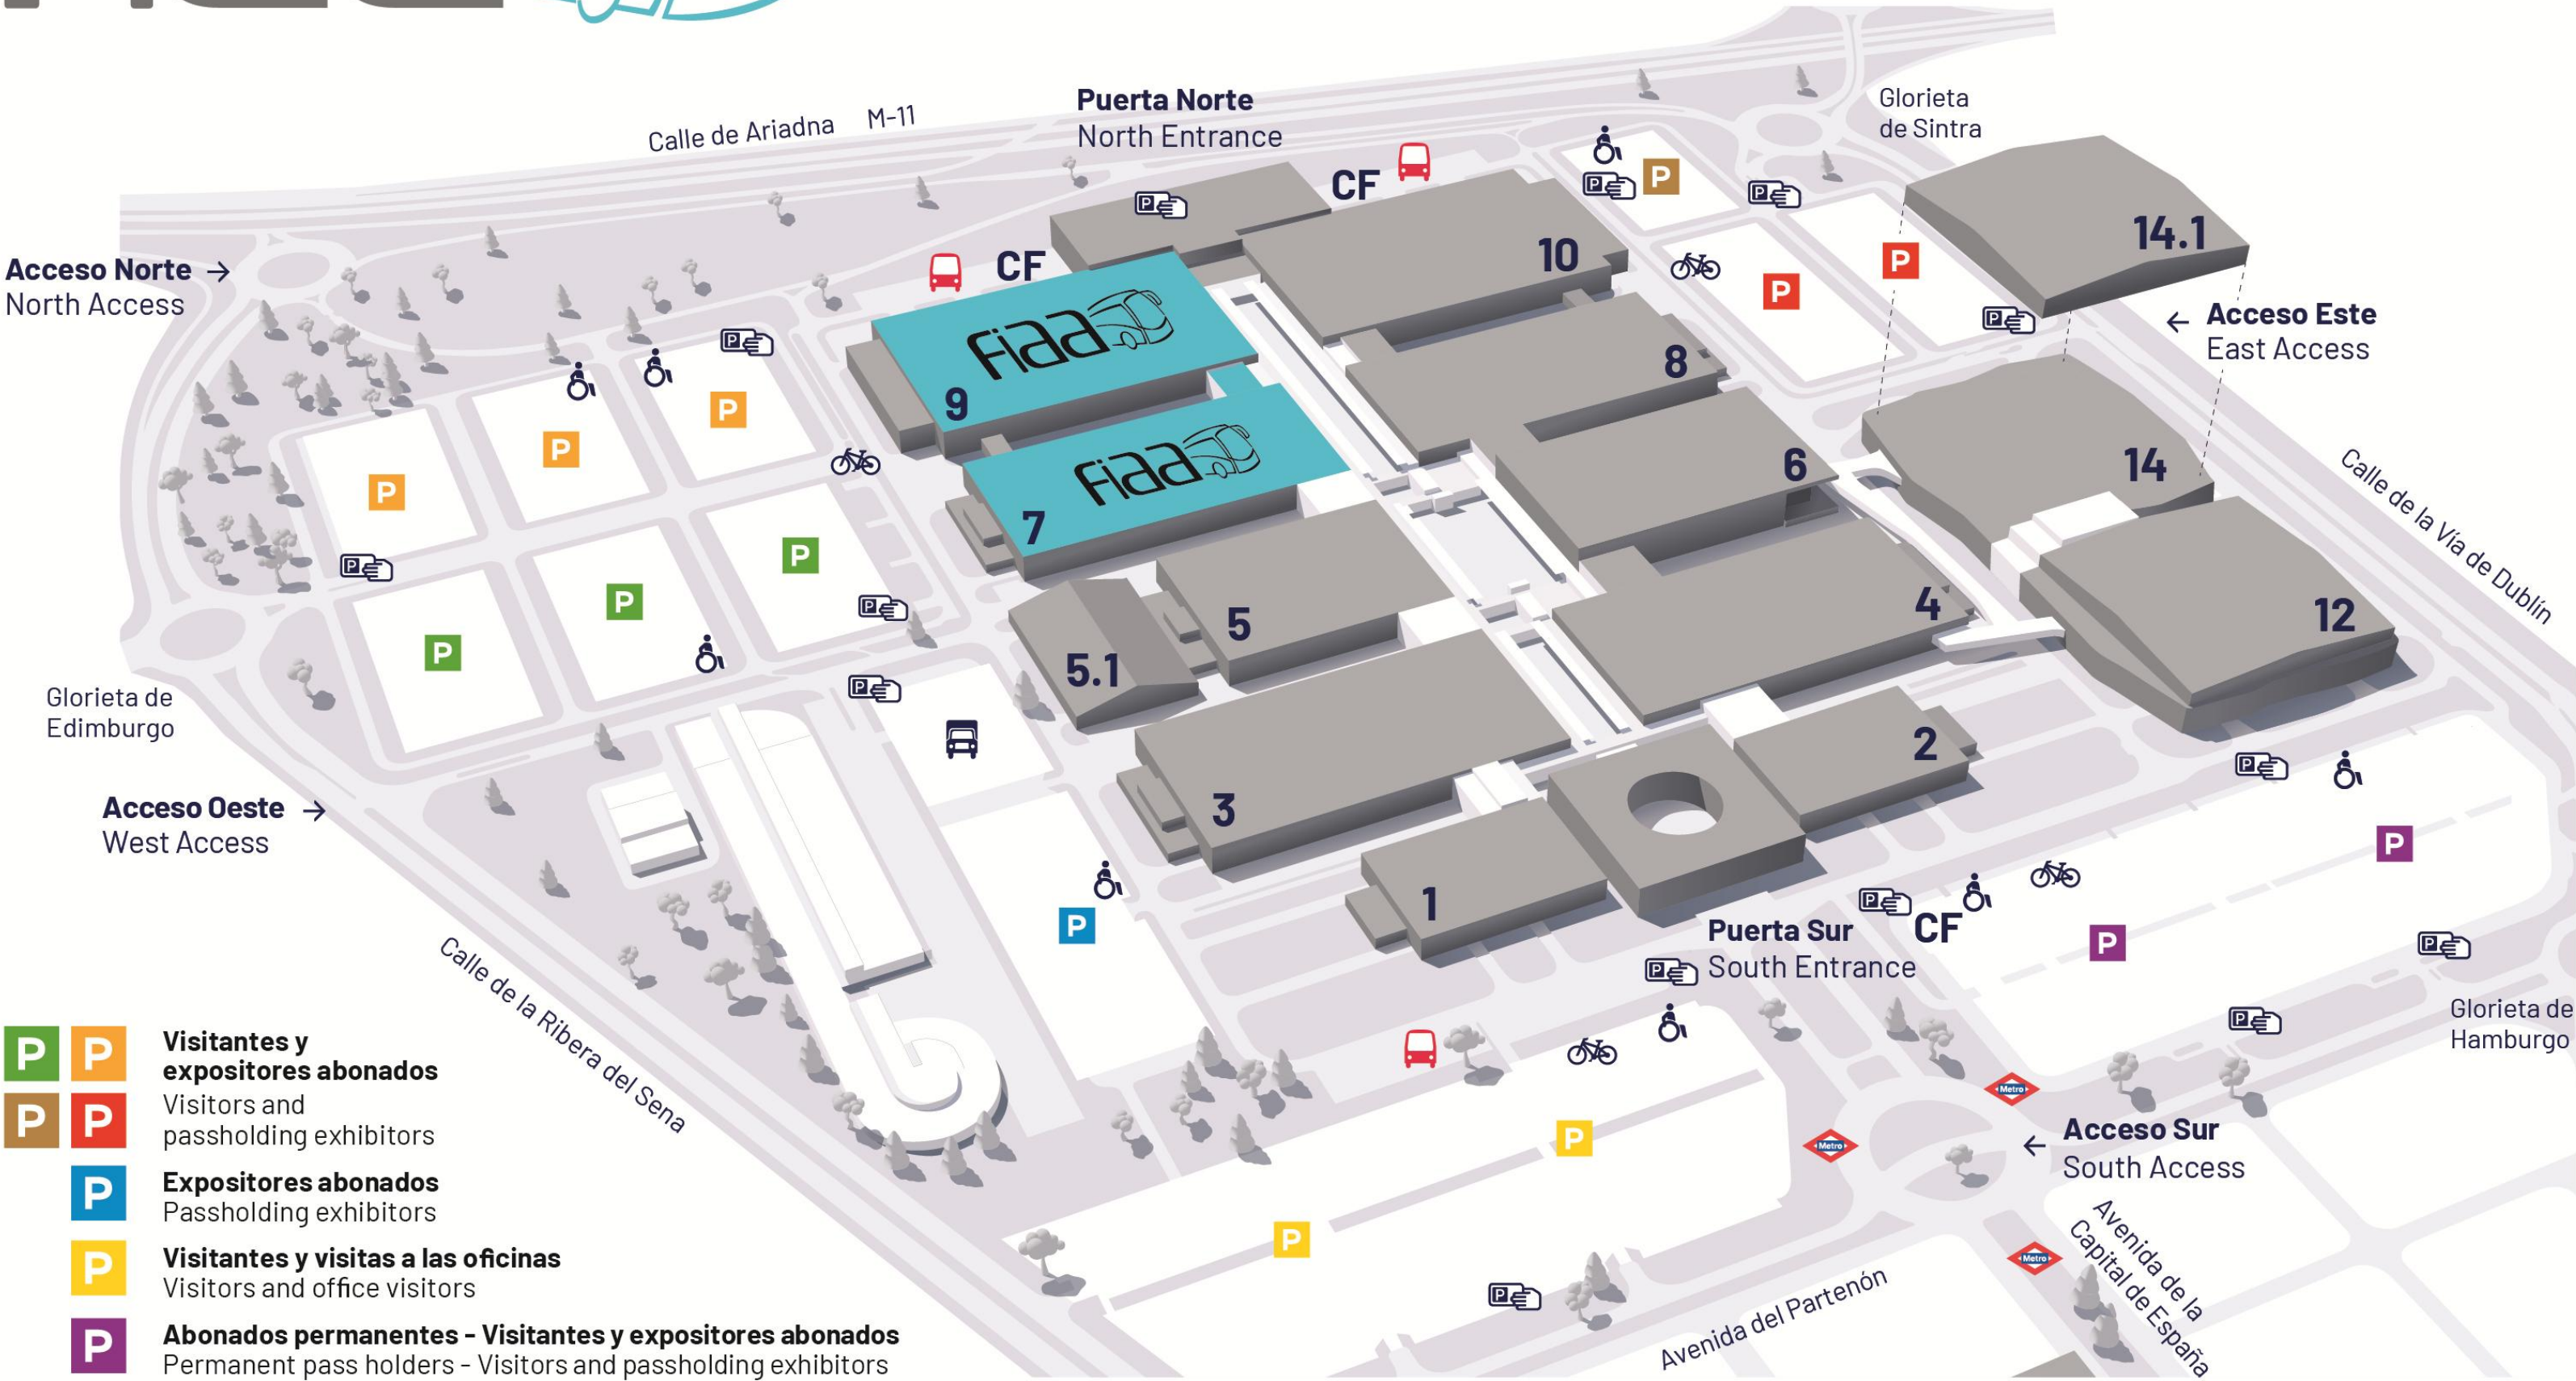 Puerta Norte
North Entrance
Calle de Ariadna M-11
Glorieta
de Sintra
CF
CF
P
10
14.1
Acceso Norte →
North Access
P
P
← Acceso Este
East Access
fiaa
9
8
P
P
P
fiaa
7
6
14
Calle de la Vía de Dublín
P
P
P
5
5.1
4
12
Glorieta de
Edimburgo
Acceso Oeste →
West Access
3
2
1
P
P
P
Puerta Sur
South Entrance
CF
Calle de la Ribera del Sena
Glorieta de
Hamburgo
Metro
Metro
Metro
← Acceso Sur
South Access
P
P
Avenida de la
Capital de España
Avenida del Partenón
P P
Visitantes y
expositores abonados
P P
Visitors and
passholding exhibitors
P
Expositores abonados
Passholding exhibitors
P
Visitantes y visitas a las oficinas
Visitors and office visitors
P
Abonados permanentes - Visitantes y expositores abonados
Permanent pass holders - Visitors and passholding exhibitors